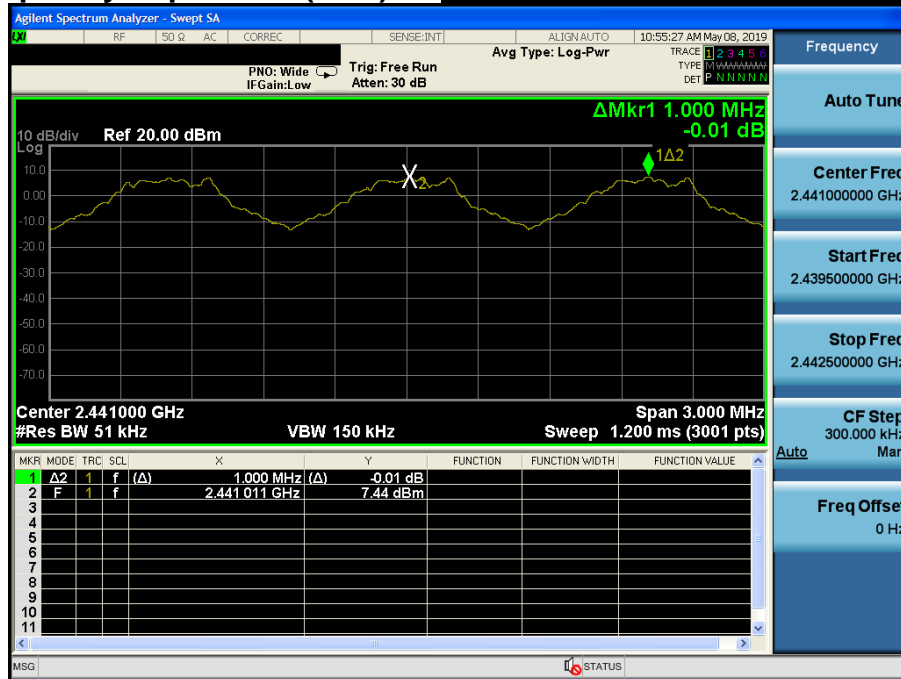 Agilent Spectrum Analyzer - Swept SA
LXI RF 50 Ω AC CORREC SENSE:INT ALIGN AUTO 10:55:27 AM May 08, 2019
Avg Type: Log-Pwr
TRACE 1 2 3 4 5 6
TYPE M WWWWW
DET P N N N N N
PNO: Wide
IFGain:Low
Trig: Free Run
Atten: 30 dB
Frequency
Auto Tune
ΔMkr1 1.000 MHz
-0.01 dB
10 dB/div Ref 20.00 dBm
Log
1Δ2
X2
10.0
0.00
-10.0
-20.0
-30.0
-40.0
-50.0
-60.0
-70.0
Center Freq
2.441000000 GHz
Start Freq
2.439500000 GHz
Stop Freq
2.442500000 GHz
CF Step
300.000 kHz
Auto Man
Freq Offset
0 Hz
Center 2.441000 GHz Span 3.000 MHz
#Res BW 51 kHz VBW 150 kHz Sweep 1.200 ms (3001 pts)
MKR MODE TRC SCL X Y FUNCTION FUNCTION WIDTH FUNCTION VALUE
1 Δ2 1 f (Δ) 1.000 MHz (Δ) -0.01 dB
2 F 1 f 2.441 011 GHz 7.44 dBm
3
4
5
6
7
8
9
10
11
MSG STATUS